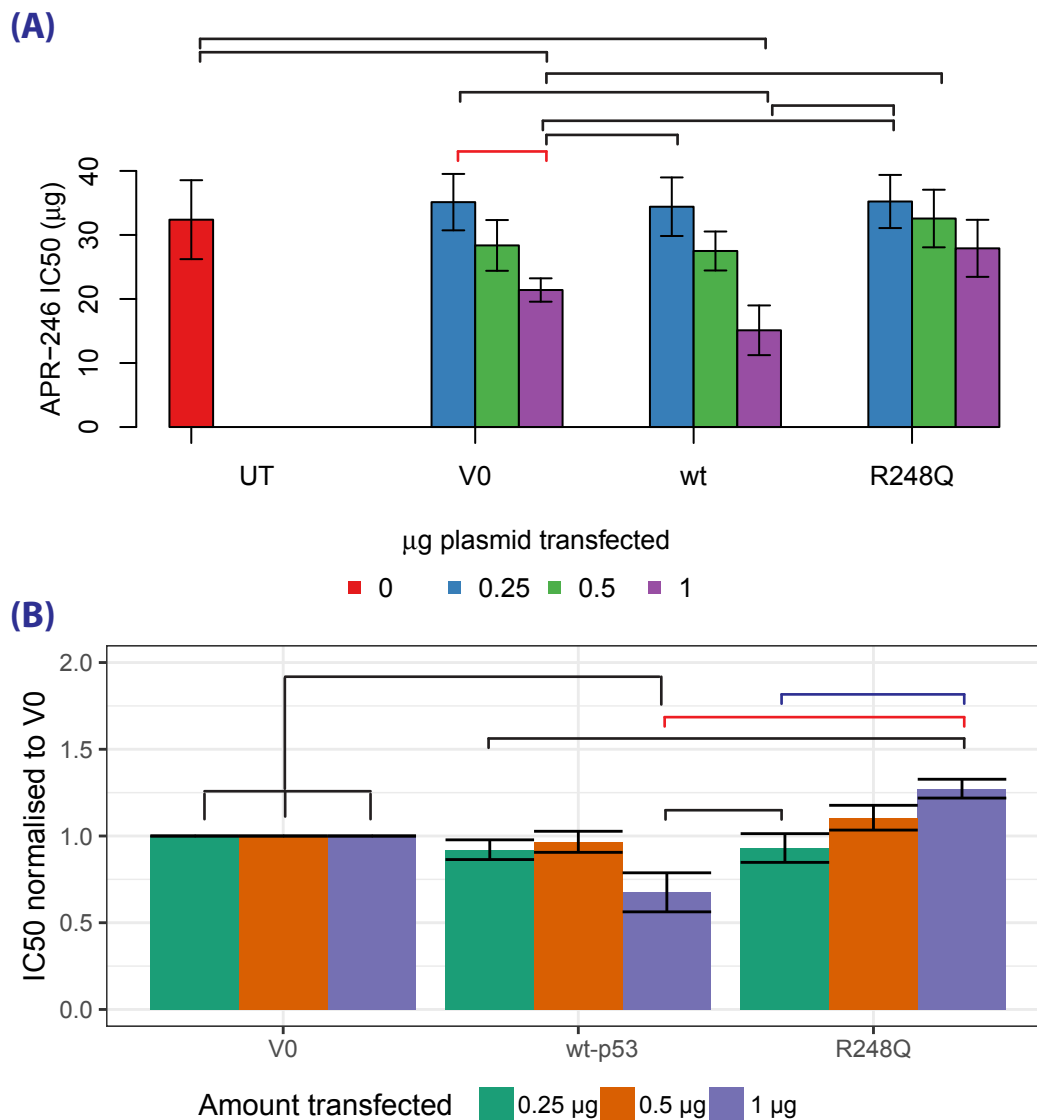 (A)
APR−246 IC50 (μg)
40
30
20
10
0
UT V0 wt R248Q
μg plasmid transfected
0 0.25 0.5 1
(B)
IC50 normalised to V0
2.0
1.5
1.0
0.5
0.0
V0 wt-p53 R248Q
Amount transfected 0.25 μg 0.5 μg 1 μg